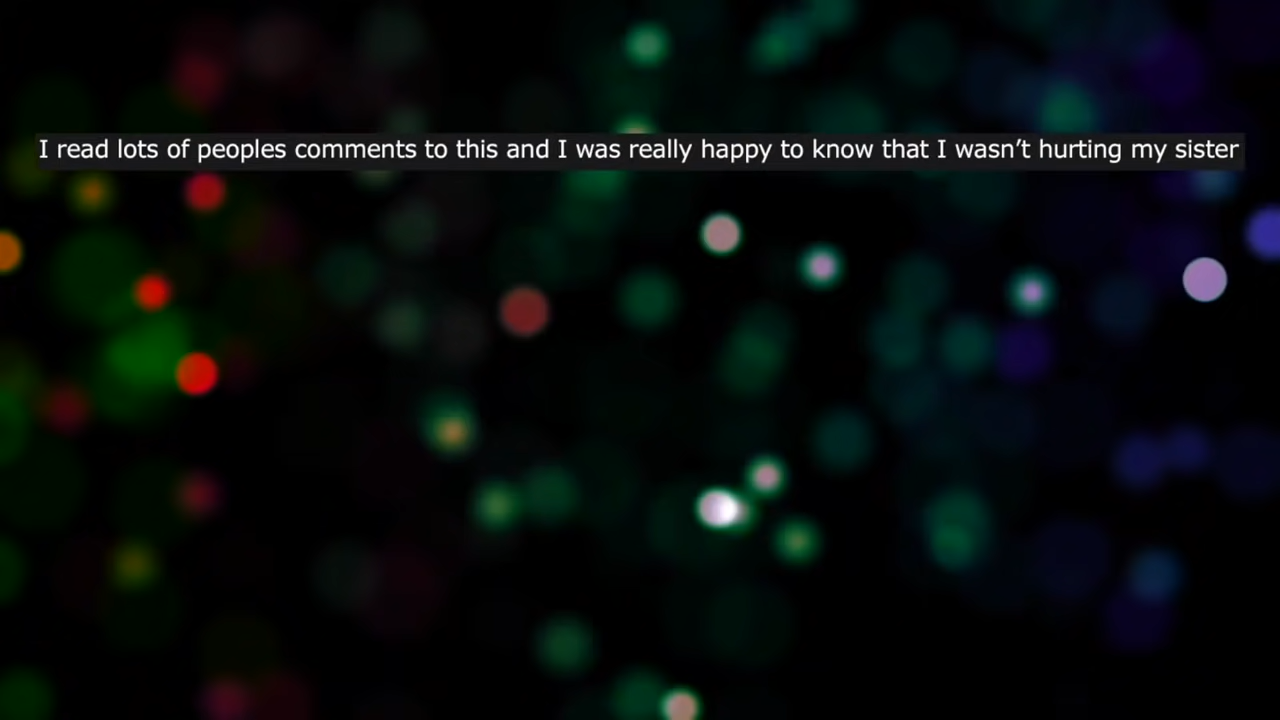 I read lots of peoples comments to this and I was really happy to know that I wasn’t hurting my sister